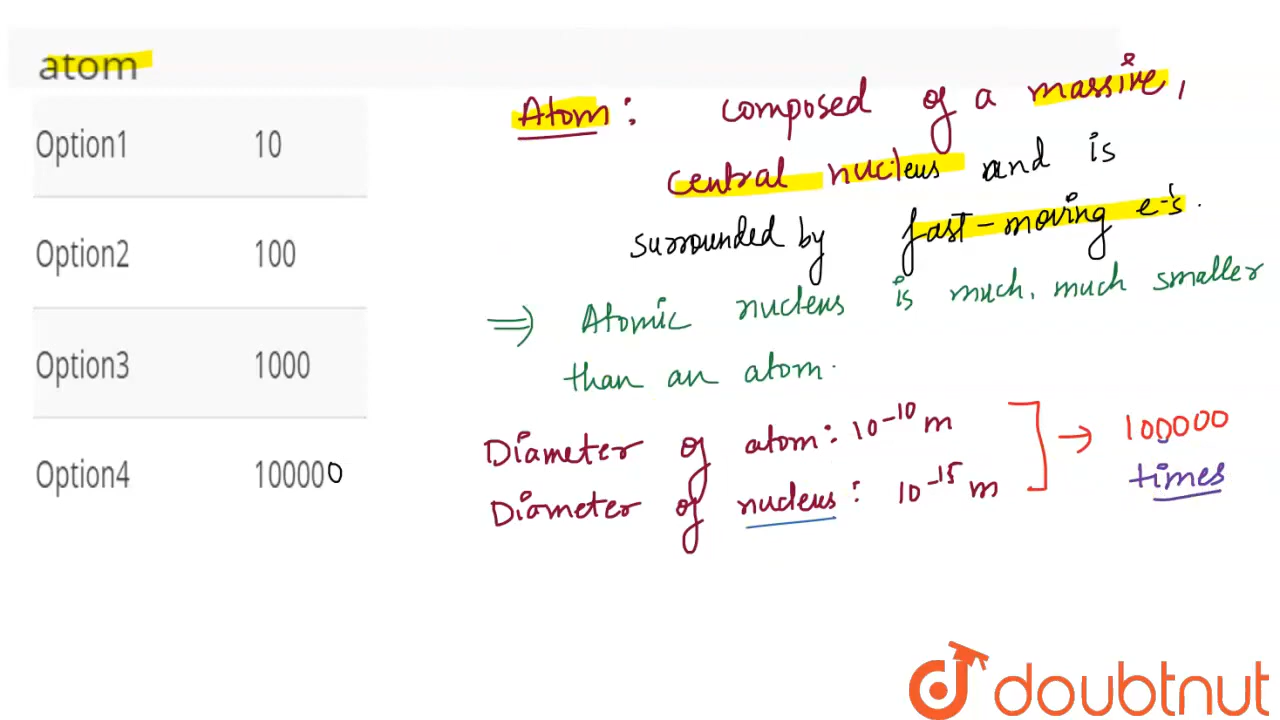 atom
Option1 10
Option2 100
Option3 1000
Option4 100000
Atom: composed of a massive,
central nucleus and is
surrounded by fast-moving e-'s.
⇒ Atomic nucleus is much, much smaller
than an atom.
Diameter of atom: 10⁻¹⁰ m
Diameter of nucleus: 10⁻¹⁵ m
→ 100000
times
doubtnut